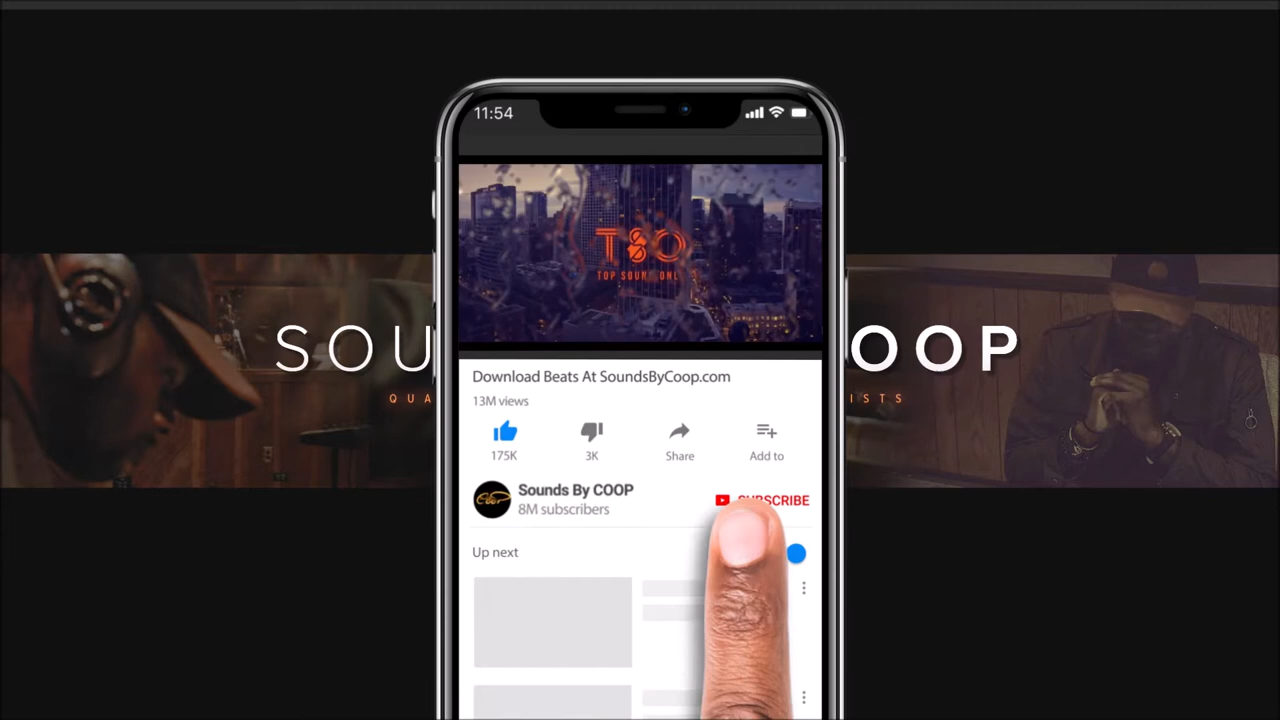 11:54
T8O
TOP SOUN ONL
SOU OOP
QUA ISTS
Download Beats At SoundsByCoop.com
13M views
175K
3K
Share
Add to
Sounds By COOP
8M subscribers
SUBSCRIBE
Up next